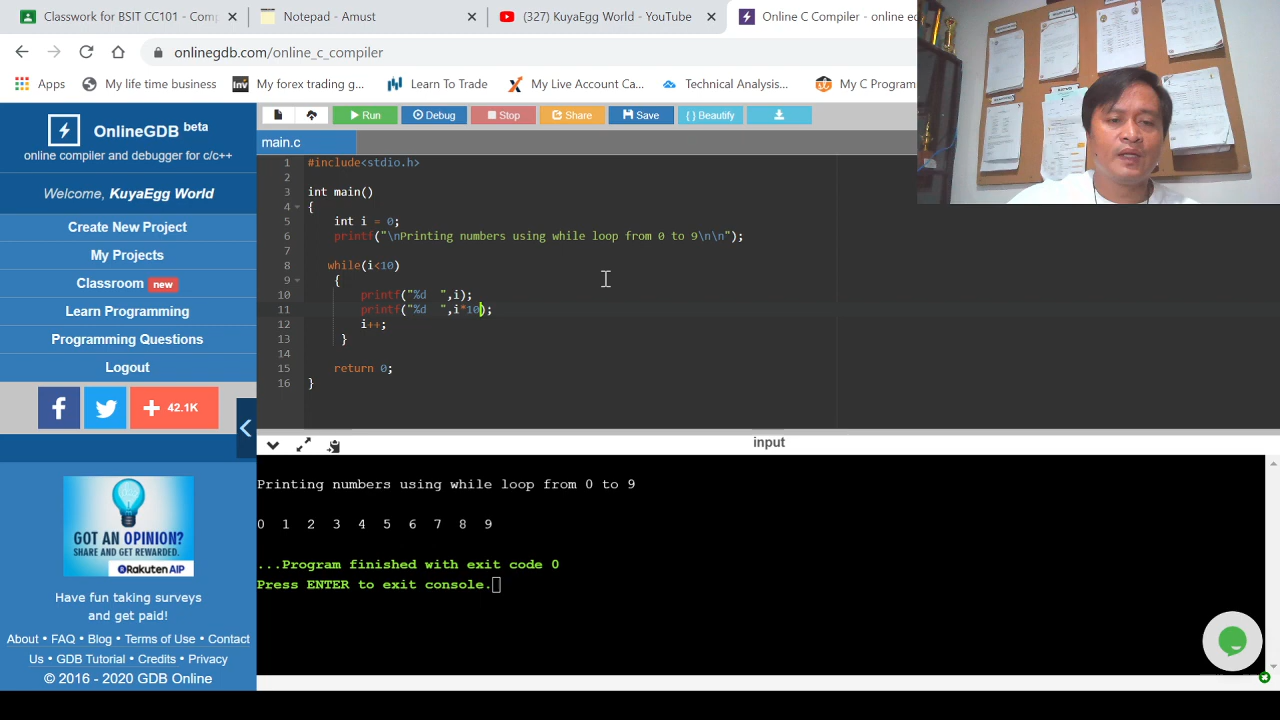 Classwork for BSIT CC101 - Comp
Notepad - Amust
(327) KuyaEgg World - YouTube
Online C Compiler - online ed
onlinegdb.com/online_c_compiler
Apps
My life time business
My forex trading g...
Learn To Trade
My Live Account Ca...
Technical Analysis...
My C Program
OnlineGDB beta
online compiler and debugger for c/c++
Welcome, KuyaEgg World
Create New Project
My Projects
Classroom new
Learn Programming
Programming Questions
Logout
42.1K
GOT AN OPINION?
SHARE AND GET REWARDED.
Rakuten AIP
Have fun taking surveys
and get paid!
About • FAQ • Blog • Terms of Use • Contact
Us • GDB Tutorial • Credits • Privacy
© 2016 - 2020 GDB Online
Run
Debug
Stop
Share
Save
{ } Beautify
main.c
1 #include<stdio.h>
2
3 int main()
4 {
5 int i = 0;
6 printf("\nPrinting numbers using while loop from 0 to 9\n\n");
7
8 while(i<10)
9 {
10 printf("%d  ",i);
11 printf("%d  ",i*10);
12 i++;
13 }
14
15 return 0;
16 }
input
Printing numbers using while loop from 0 to 9
0 1 2 3 4 5 6 7 8 9
...Program finished with exit code 0
Press ENTER to exit console.